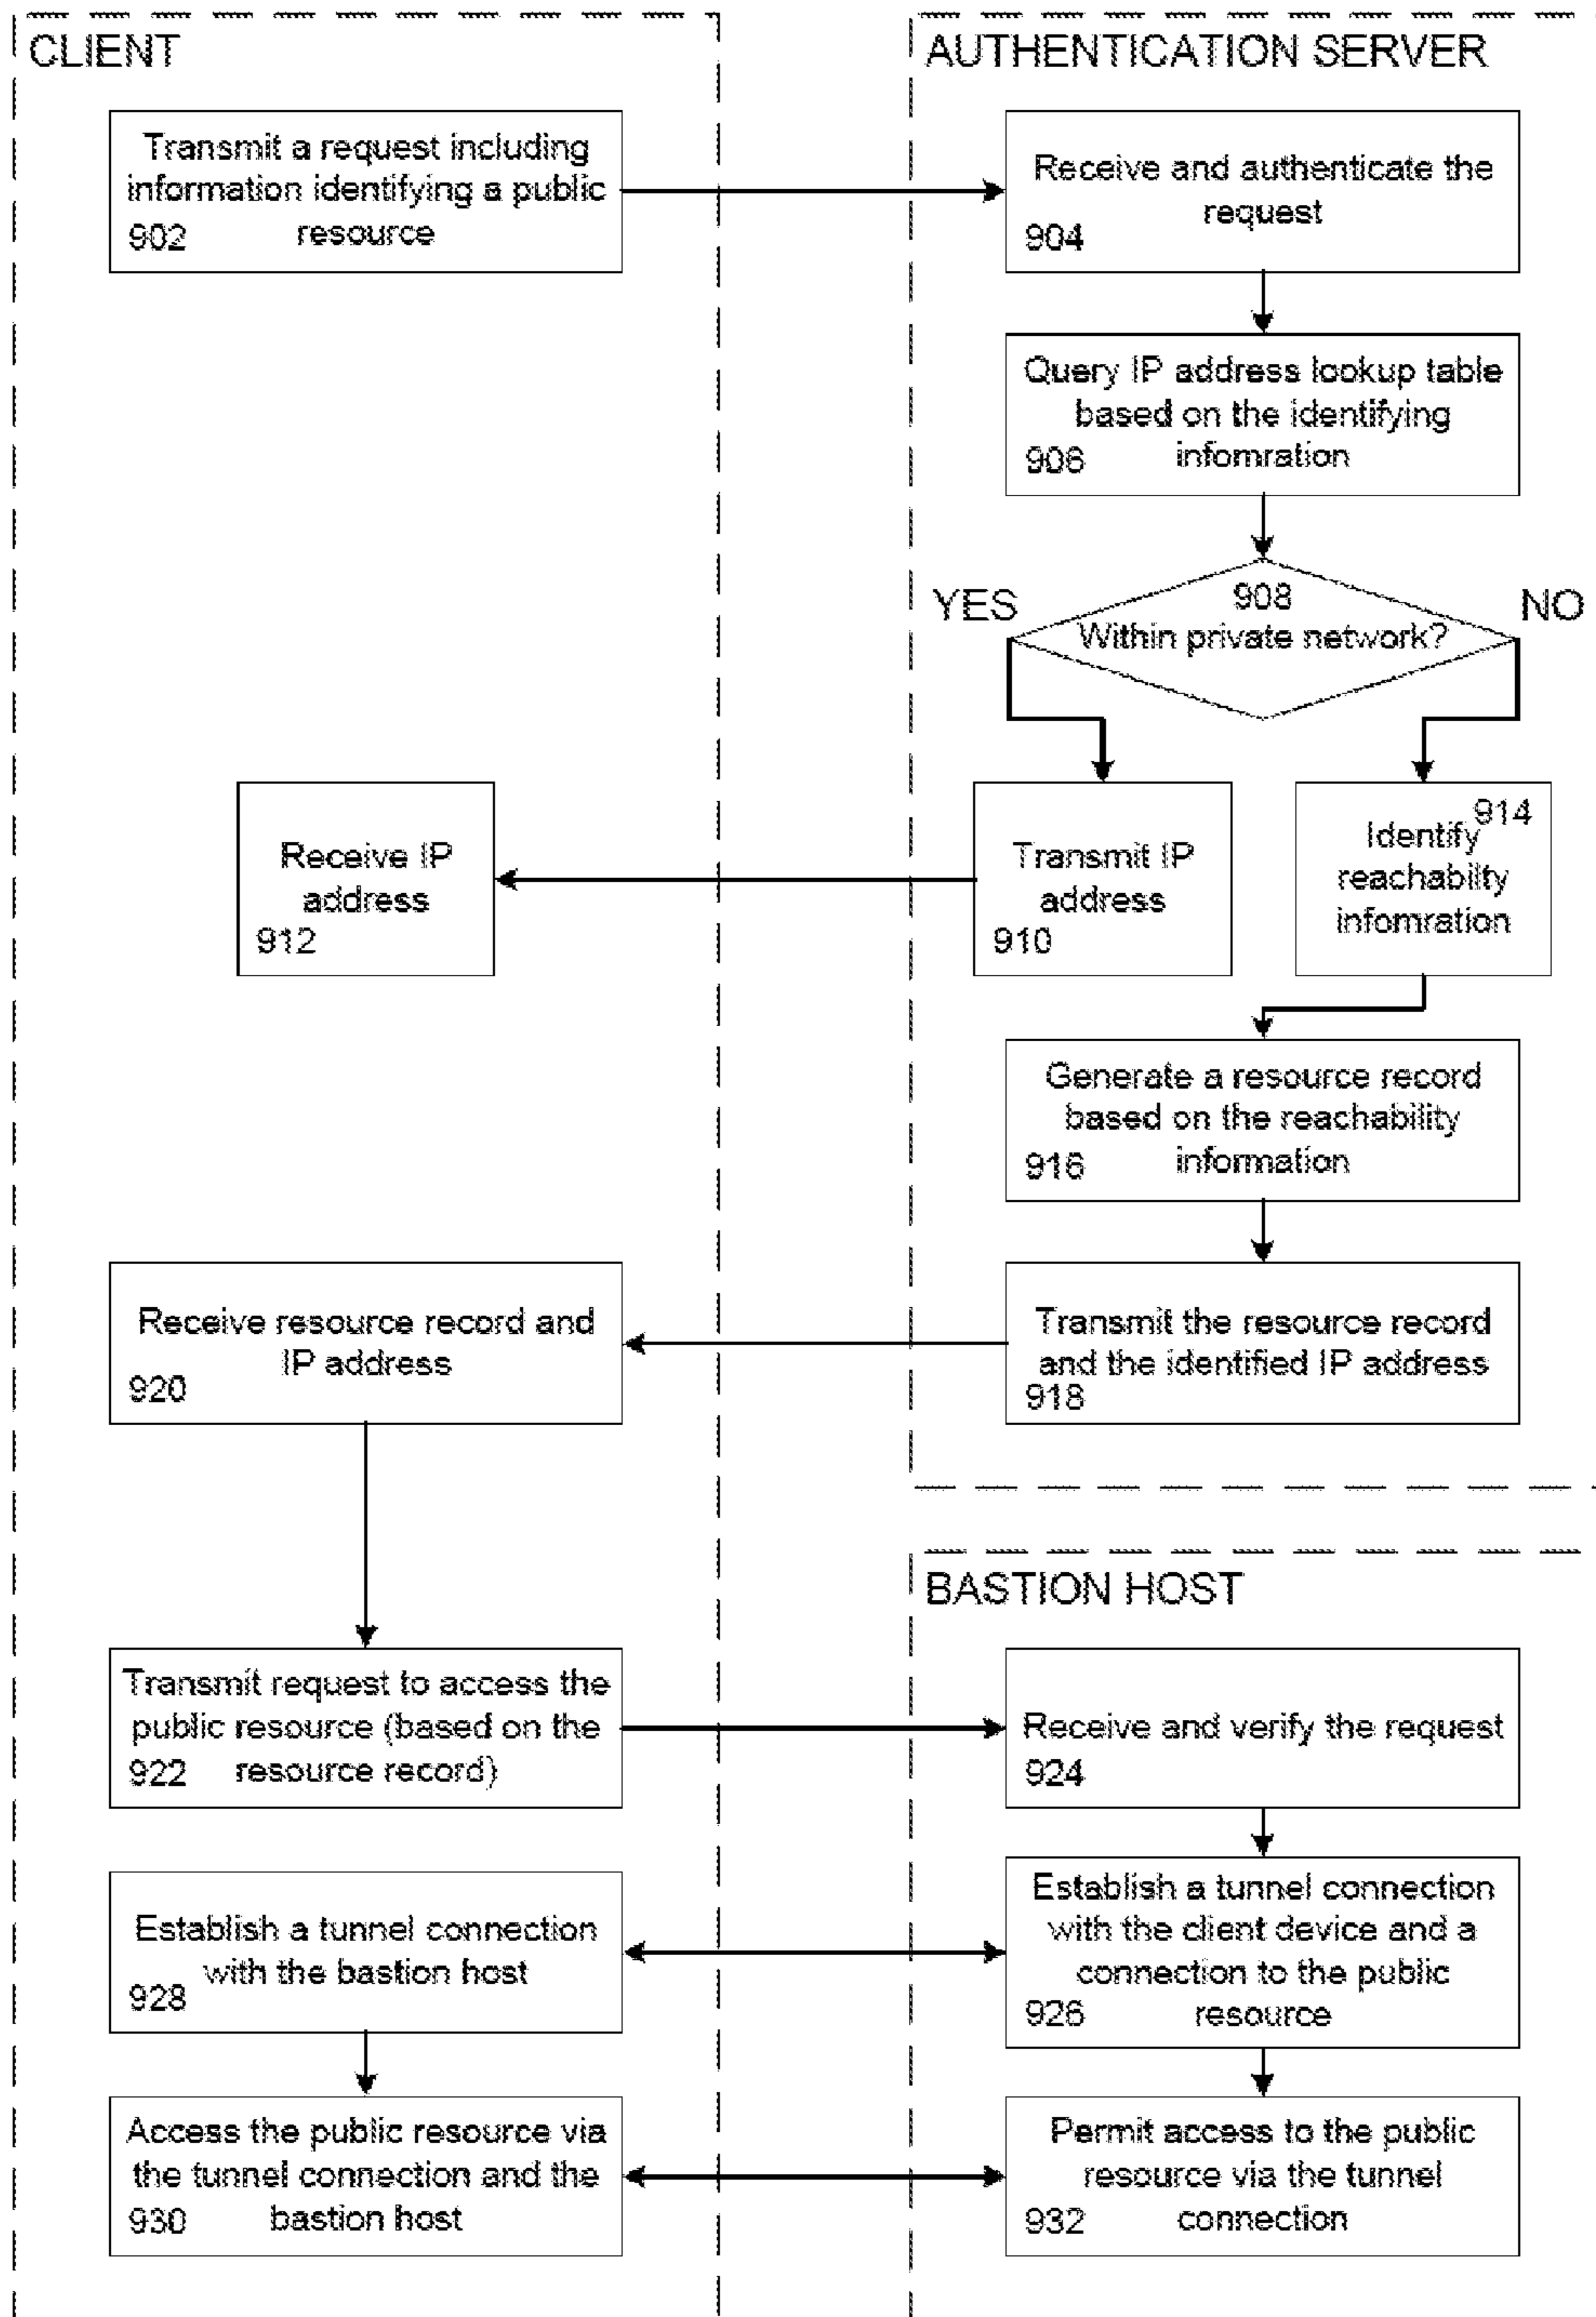 CLIENT
AUTHENTICATION SERVER
Transmit a request including
information identifying a public
902 resource
Receive and authenticate the
request
904
Query IP address lookup table
based on the identifying
906 infomration
YES
908
NO
Within private network?
Receive IP
address
912
Transmit IP
address
910
914
Identify
reachabilty
infomration
Generate a resource record
based on the reachability
916 information
Receive resource record and
IP address
920
Transmit the resource record
and the identified IP address
918
BASTION HOST
Transmit request to access the
public resource (based on the
922 resource record)
Receive and verify the request
924
Establish a tunnel connection
with the bastion host
928
Establish a tunnel connection
with the client device and a
connection to the public
926 resource
Access the public resource via
the tunnel connection and the
930 bastion host
Permit access to the public
resource via the tunnel
932 connection